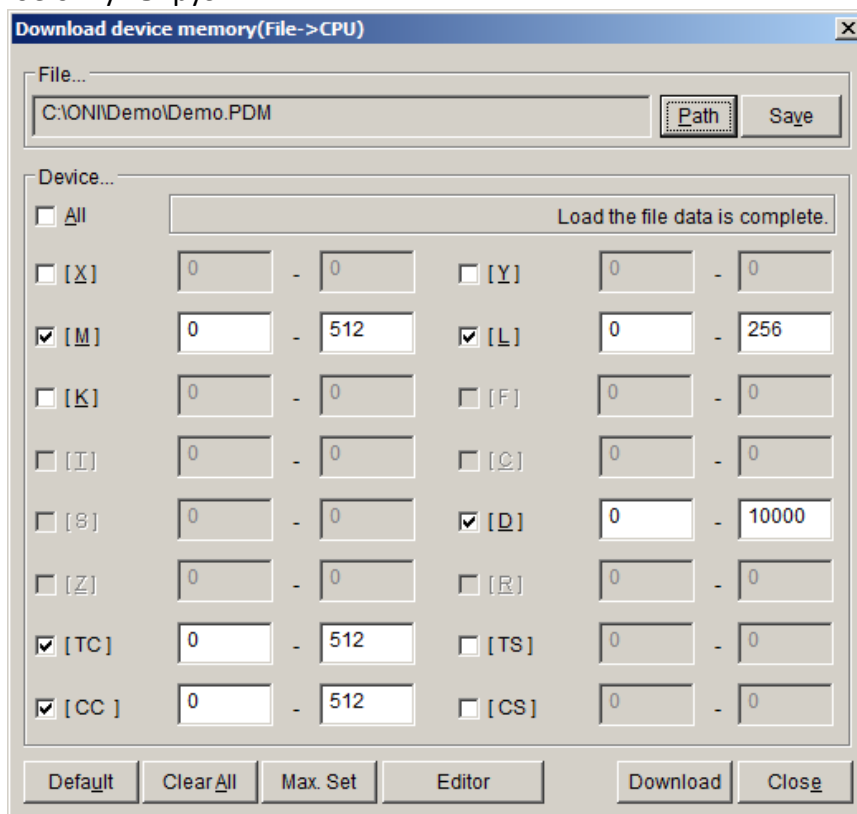 Download device memory(File->CPU)
File...
C:\ONI\Demo\Demo.PDM Path Save
Device...
All Load the file data is complete.
[X] 0 - 0 [Y] 0 - 0
[M] 0 - 512 [L] 0 - 256
[K] 0 - 0 [F] 0 - 0
[T] 0 - 0 [C] 0 - 0
[S] 0 - 0 [D] 0 - 10000
[Z] 0 - 0 [R] 0 - 0
[TC] 0 - 512 [TS] 0 - 0
[CC ] 0 - 512 [CS] 0 - 0
Default Clear All Max. Set Editor Download Close